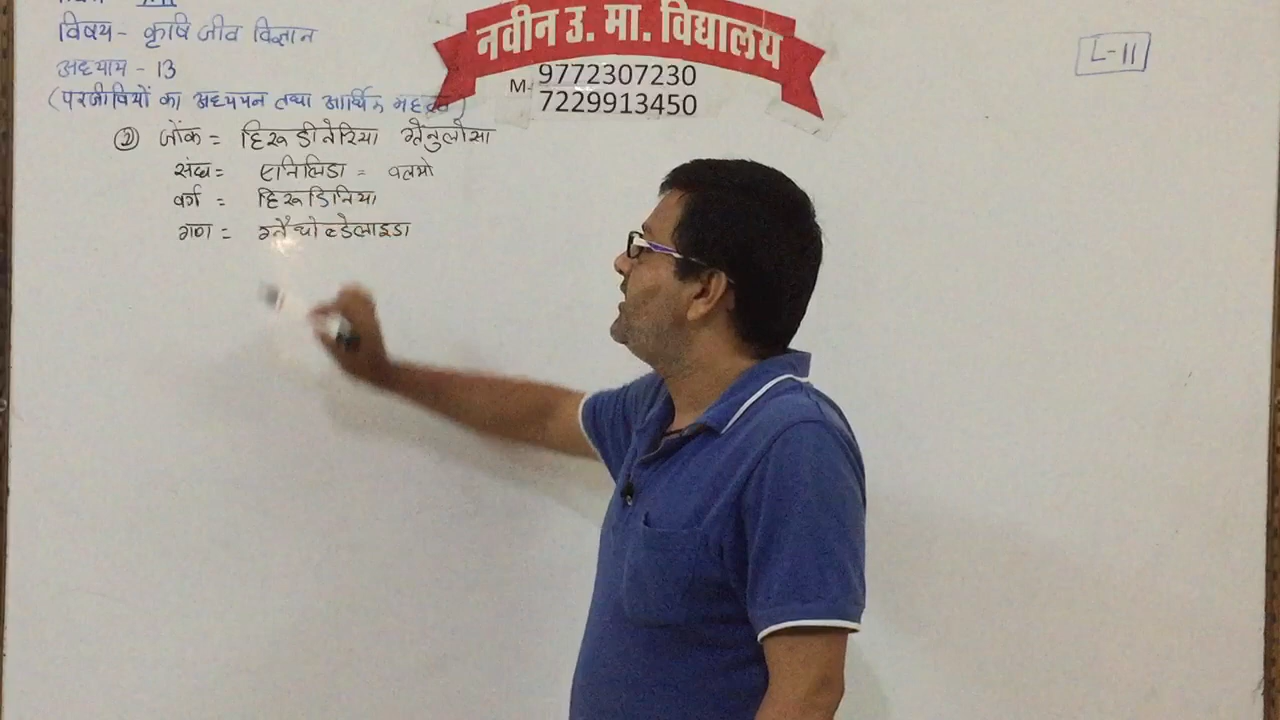 विषय - कृषि जीव विज्ञान
अध्याय - 13
(परजीवियों का अध्ययन तथा आर्थिक महत्व)
नवीन उ. मा. विद्यालय
M- 9772307230
7229913450
L-11
② जोंक = हिरूडीनेरिया ग्रेनुलोसा
संघ = एनिलिडा = वलयी
वर्ग = हिरूडिनिया
गण = ग्नैथोब्डेलाइडा